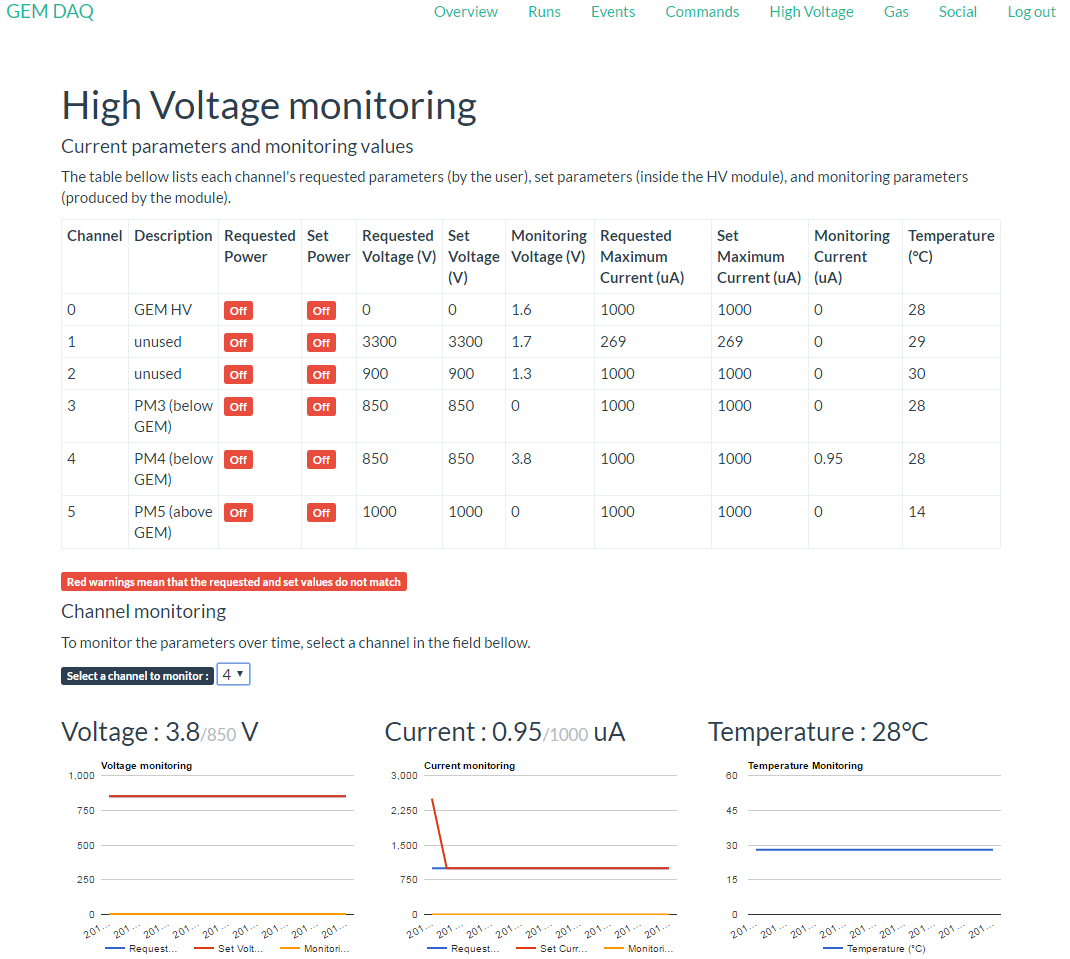 GEM DAQ Overview Runs Events Commands High Voltage Gas Social Log out
High Voltage monitoring
Current parameters and monitoring values
The table bellow lists each channel's requested parameters (by the user), set parameters (inside the HV module), and monitoring parameters
(produced by the module).
Channel Description Requested Set Requested Set Monitoring Requested Set Monitoring Temperature
Power Power Voltage (V) Voltage Voltage (V) Maximum Maximum Current (°C)
(V) Current (uA) Current (uA) (uA)
0 GEM HV Off Off 0 0 1.6 1000 1000 0 28
1 unused Off Off 3300 3300 1.7 269 269 0 29
2 unused Off Off 900 900 1.3 1000 1000 0 30
3 PM3 (below Off Off 850 850 0 1000 1000 0 28
GEM)
4 PM4 (below Off Off 850 850 3.8 1000 1000 0.95 28
GEM)
5 PM5 (above Off Off 1000 1000 0 1000 1000 0 14
GEM)
Red warnings mean that the requested and set values do not match
Channel monitoring
To monitor the parameters over time, select a channel in the field bellow.
Select a channel to monitor : 4
Voltage : 3.8/850 V
Voltage monitoring
1,000
750
500
250
0
201... 201... 201... 201... 201... 201... 201... 201... 201...
Request... Set Volt... Monitori...
Current : 0.95/1000 uA
Current monitoring
3,000
2,250
1,500
750
0
201... 201... 201... 201... 201... 201... 201... 201... 201...
Request... Set Curr... Monitori...
Temperature : 28°C
Temperature Monitoring
60
45
30
15
0
201... 201... 201... 201... 201... 201... 201... 201... 201...
Temperature (°C)